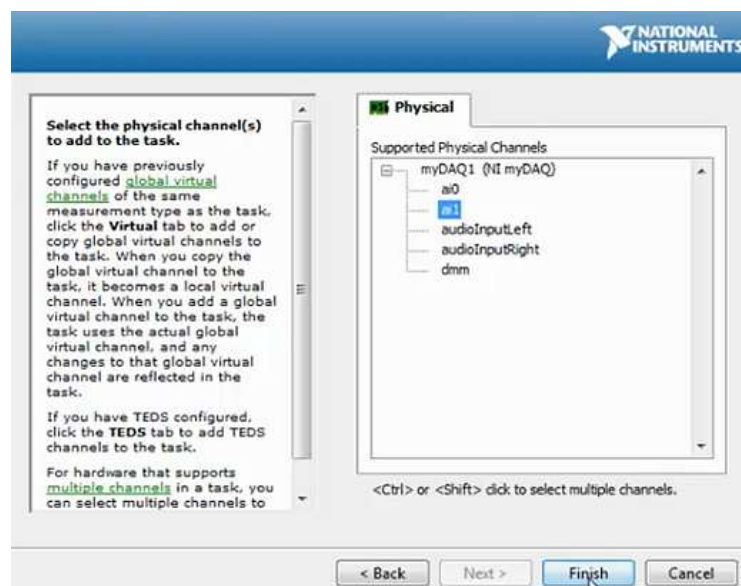 NATIONAL
INSTRUMENTS
Select the physical channel(s)
to add to the task.
If you have previously
configured global virtual
channels of the same
measurement type as the task,
click the Virtual tab to add or
copy global virtual channels to
the task. When you copy the
global virtual channel to the
task, it becomes a local virtual
channel. When you add a global
virtual channel to the task, the
task uses the actual global
virtual channel, and any
changes to that global virtual
channel are reflected in the
task.
If you have TEDS configured,
click the TEDS tab to add TEDS
channels to the task.
For hardware that supports
multiple channels in a task, you
can select multiple channels to
Physical
Supported Physical Channels
myDAQ1 (NI myDAQ)
ai0
ai1
audioInputLeft
audioInputRight
dmm
<Ctrl> or <Shift> click to select multiple channels.
< Back
Next >
Finish
Cancel